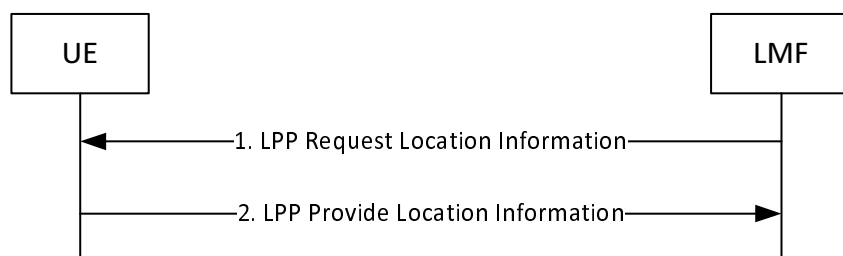 UE
LMF
1. LPP Request Location Information
2. LPP Provide Location Information